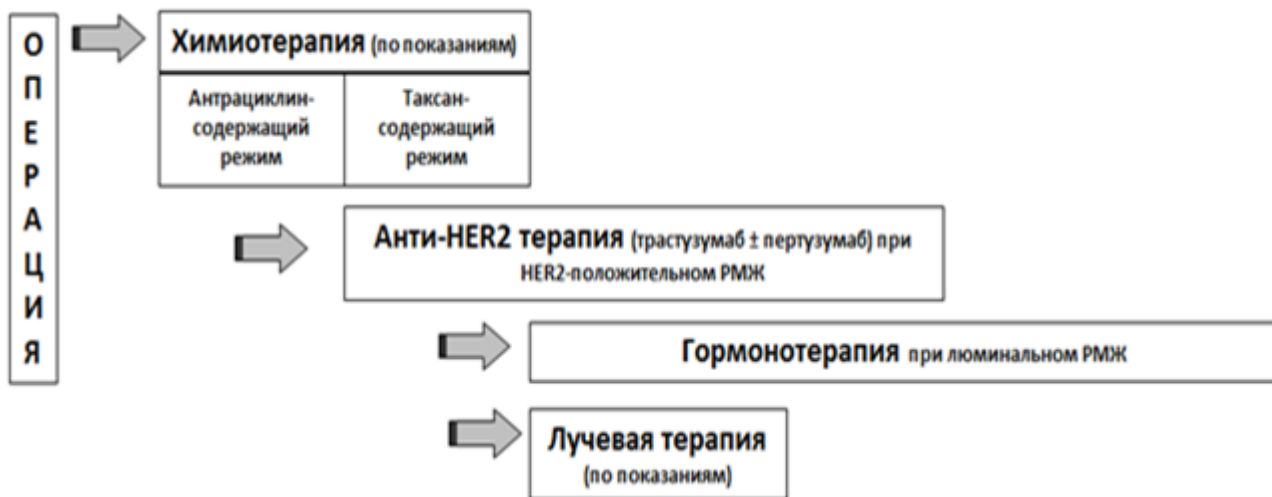 ОПЕРАЦИЯ
Химиотерапия (по показаниям)
Антрациклин-
содержащий
режим
Таксан-
содержащий
режим
Анти-HER2 терапия (трастузумаб ± пертузумаб) при
HER2-положительном РМЖ
Гормонотерапия при люминальном РМЖ
Лучевая терапия
(по показаниям)